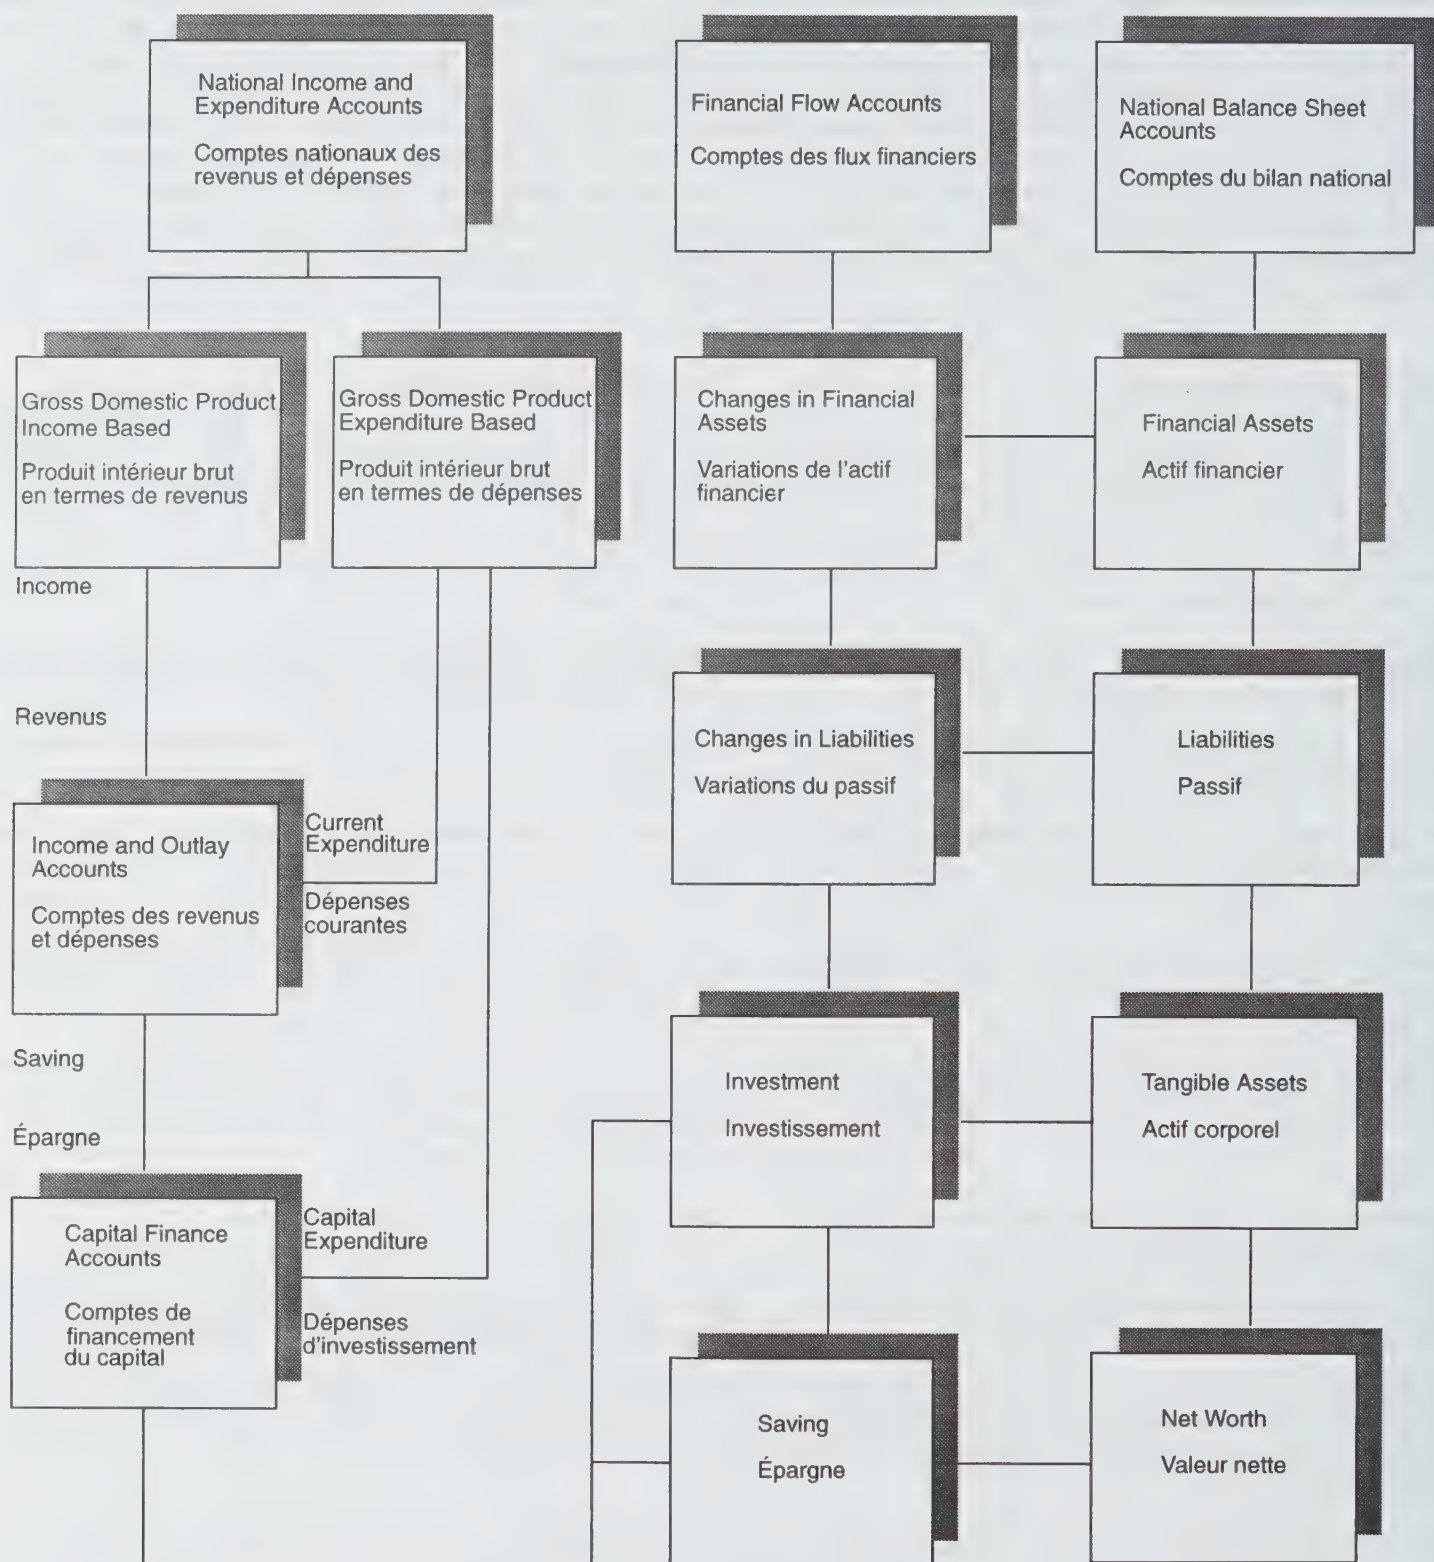 National Income and
Expenditure Accounts
Comptes nationaux des
revenus et dépenses
Financial Flow Accounts
Comptes des flux financiers
National Balance Sheet
Accounts
Comptes du bilan national
Gross Domestic Product
Income Based
Produit intérieur brut
en termes de revenus
Gross Domestic Product
Expenditure Based
Produit intérieur brut
en termes de dépenses
Changes in Financial
Assets
Variations de l'actif
financier
Financial Assets
Actif financier
Income
Revenus
Changes in Liabilities
Variations du passif
Liabilities
Passif
Income and Outlay
Accounts
Comptes des revenus
et dépenses
Current
Expenditure
Dépenses
courantes
Saving
Épargne
Investment
Investissement
Tangible Assets
Actif corporel
Capital Finance
Accounts
Comptes de
financement
du capital
Capital
Expenditure
Dépenses
d'investissement
Saving
Épargne
Net Worth
Valeur nette